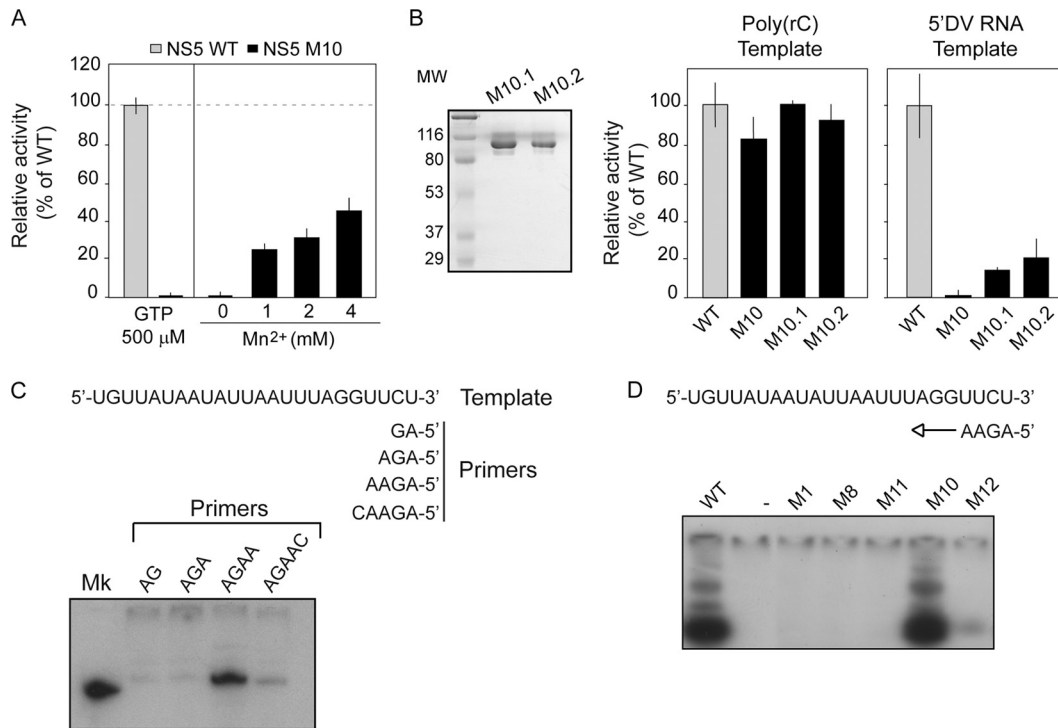 A
NS5 WT NS5 M10
Relative activity
(% of WT)
120
100
80
60
40
20
0
GTP
500 μM
0 1 2 4
Mn2+ (mM)
B
MW
M10.1 M10.2
116
80
53
37
29
Poly(rC)
Template
5'DV RNA
Template
Relative activity
(% of WT)
100
80
60
40
20
0
WT M10 M10.1 M10.2
WT M10 M10.1 M10.2
C
5'-UGUUAUAAUAUUAAUUUAGGUUCU-3' Template
GA-5'
AGA-5'
AAGA-5'
CAAGA-5'
Primers
Primers
Mk AG AGA AGAA AGAAC
D
5'-UGUUAUAAUAUUAAUUUAGGUUCU-3'
AAGA-5'
WT - M1 M8 M11 M10 M12